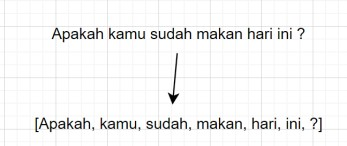 Apakah kamu sudah makan hari ini ?
[Apakah, kamu, sudah, makan, hari, ini, ?]